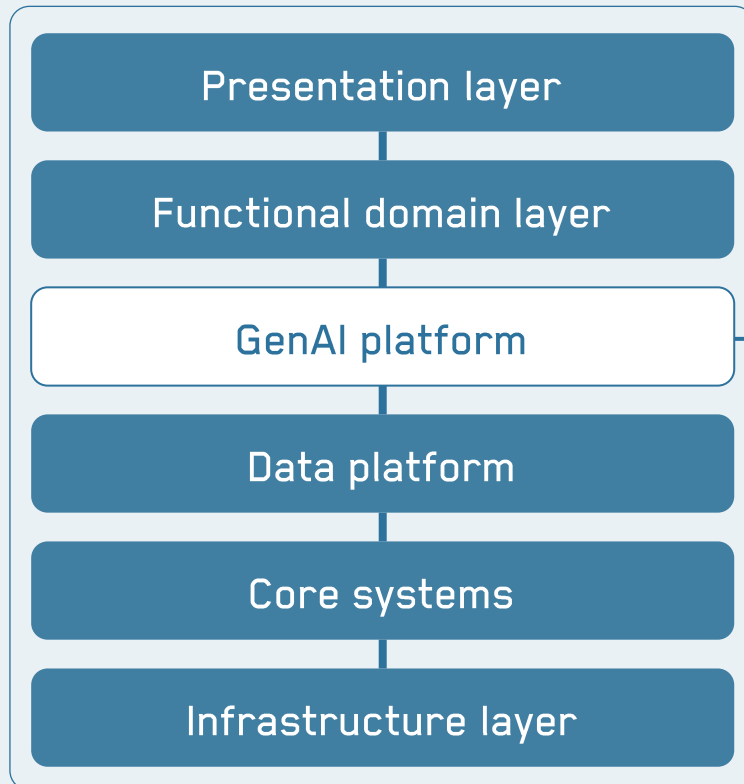 Presentation layer
Functional domain layer
GenAI platform
Data platform
Core systems
Infrastructure layer